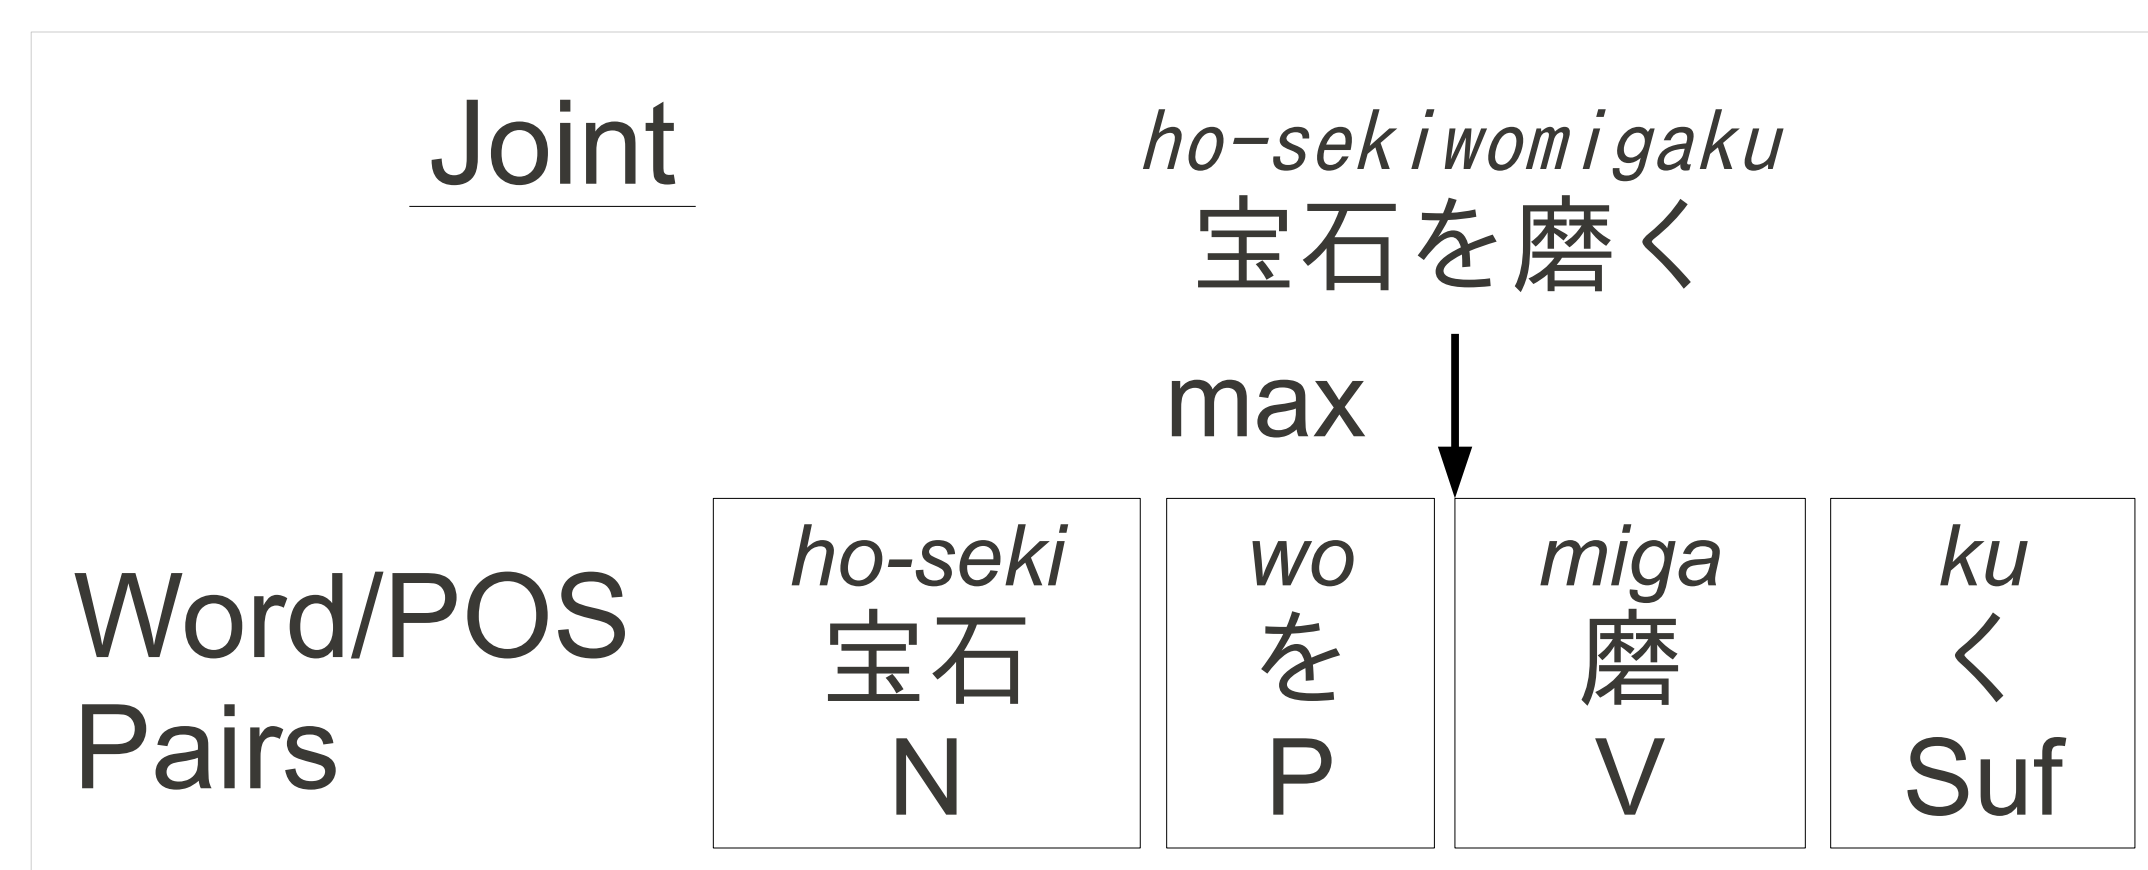 Joint
ho-sekiwomigaku
宝石を磨く
max
Word/POS
Pairs
ho-seki
宝石
N
wo
を
P
miga
磨
V
ku
く
Suf